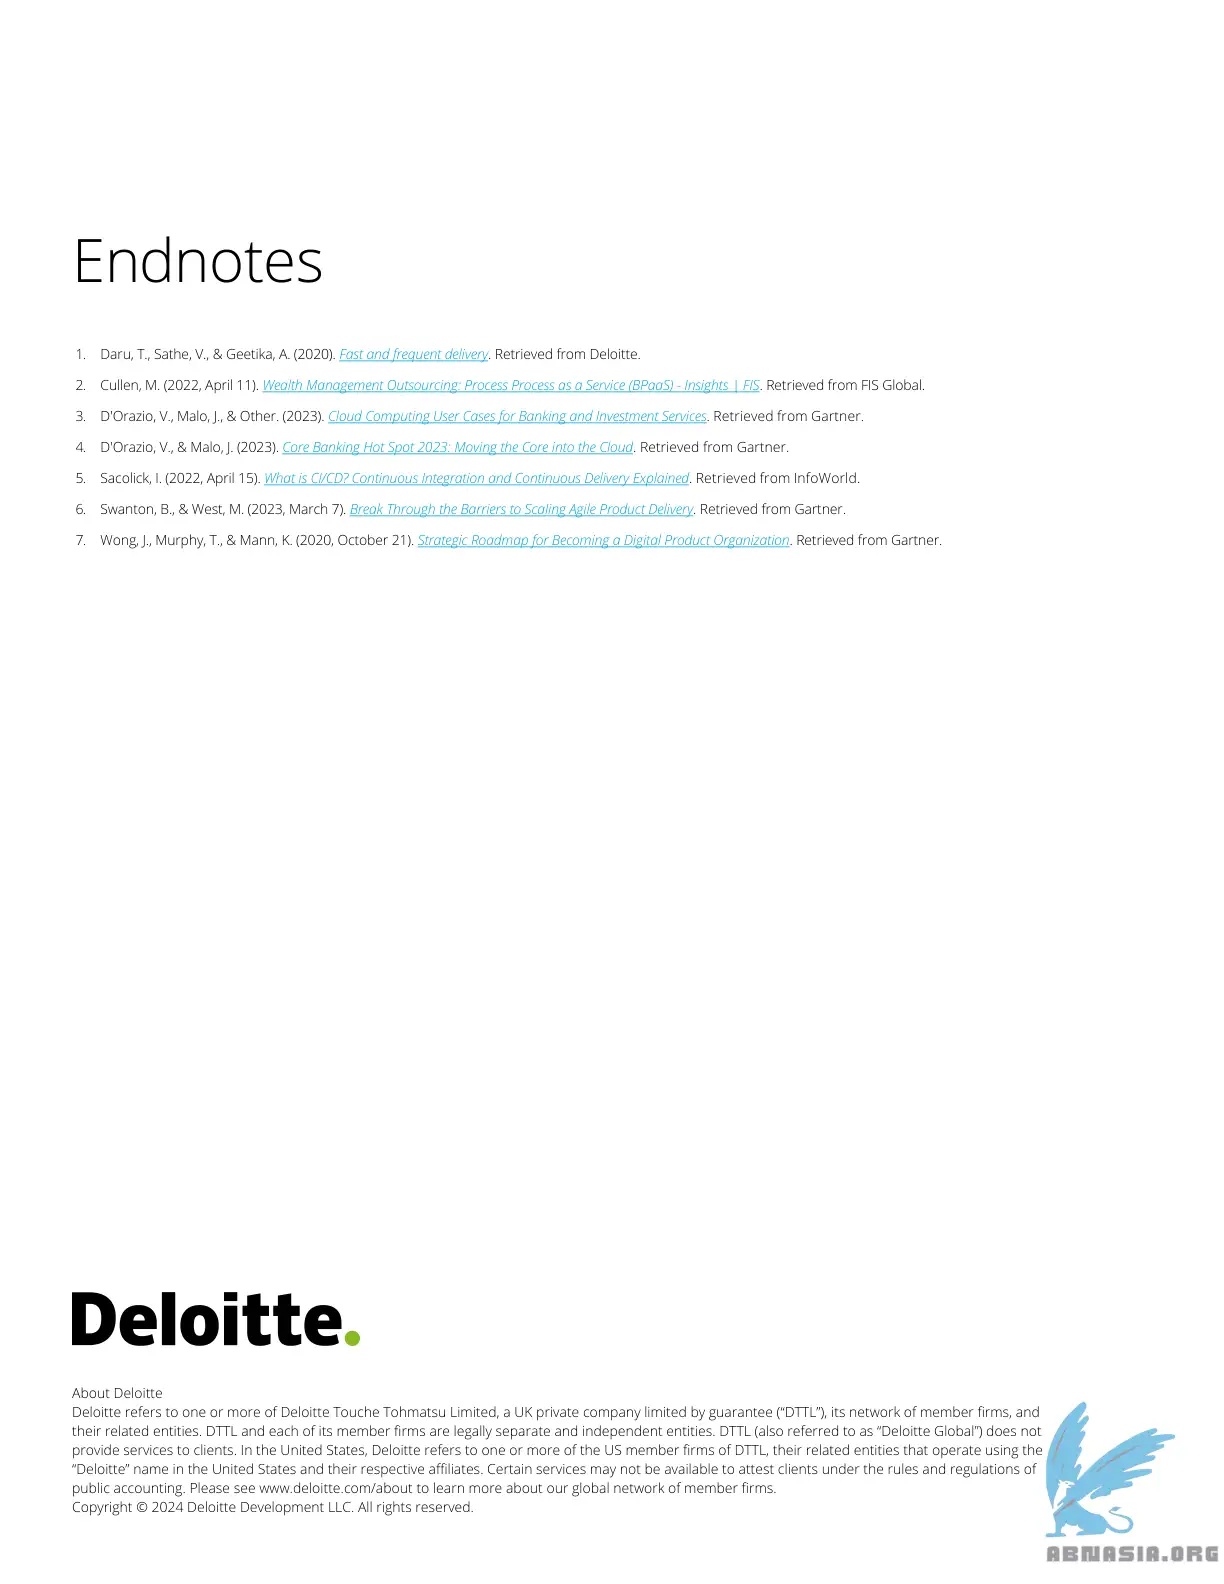 Endnotes
1. Daru, T., Sathe, V., & Geetika, A. (2020). Fast and frequent delivery. Retrieved from Deloitte.
2. Cullen, M. (2022, April 11). Wealth Management Outsourcing: Process Process as a Service (BPaaS) - Insights | FIS. Retrieved from FIS Global.
3. D'Orazio, V., Malo, J., & Other. (2023). Cloud Computing User Cases for Banking and Investment Services. Retrieved from Gartner.
4. D'Orazio, V., & Malo, J. (2023). Core Banking Hot Spot 2023: Moving the Core into the Cloud. Retrieved from Gartner.
5. Sacolick, I. (2022, April 15). What is CI/CD? Continuous Integration and Continuous Delivery Explained. Retrieved from InfoWorld.
6. Swanton, B., & West, M. (2023, March 7). Break Through the Barriers to Scaling Agile Product Delivery. Retrieved from Gartner.
7. Wong, J., Murphy, T., & Mann, K. (2020, October 21). Strategic Roadmap for Becoming a Digital Product Organization. Retrieved from Gartner.
Deloitte.
About Deloitte
Deloitte refers to one or more of Deloitte Touche Tohmatsu Limited, a UK private company limited by guarantee (“DTTL”), its network of member firms, and
their related entities. DTTL and each of its member firms are legally separate and independent entities. DTTL (also referred to as “Deloitte Global”) does not
provide services to clients. In the United States, Deloitte refers to one or more of the US member firms of DTTL, their related entities that operate using the
“Deloitte” name in the United States and their respective affiliates. Certain services may not be available to attest clients under the rules and regulations of
public accounting. Please see www.deloitte.com/about to learn more about our global network of member firms.
Copyright © 2024 Deloitte Development LLC. All rights reserved.
ABNASIA.ORG